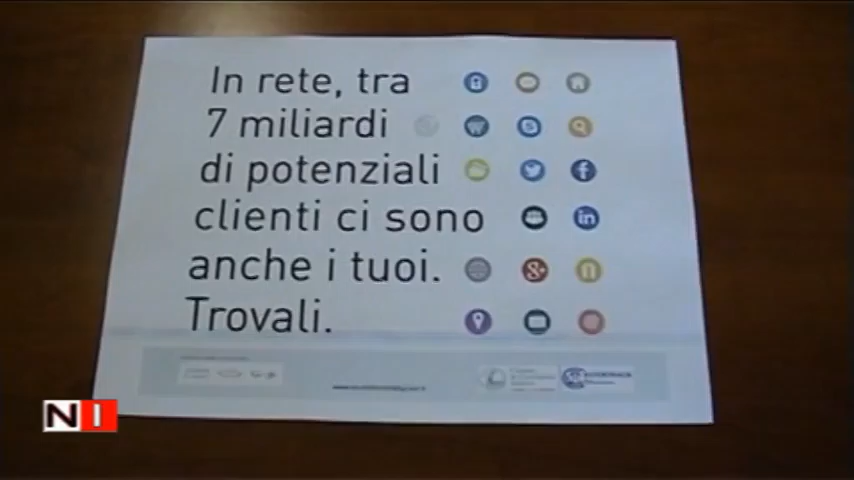 In rete, tra
7 miliardi
di potenziali
clienti ci sono
anche i tuoi.
Trovali.
N I